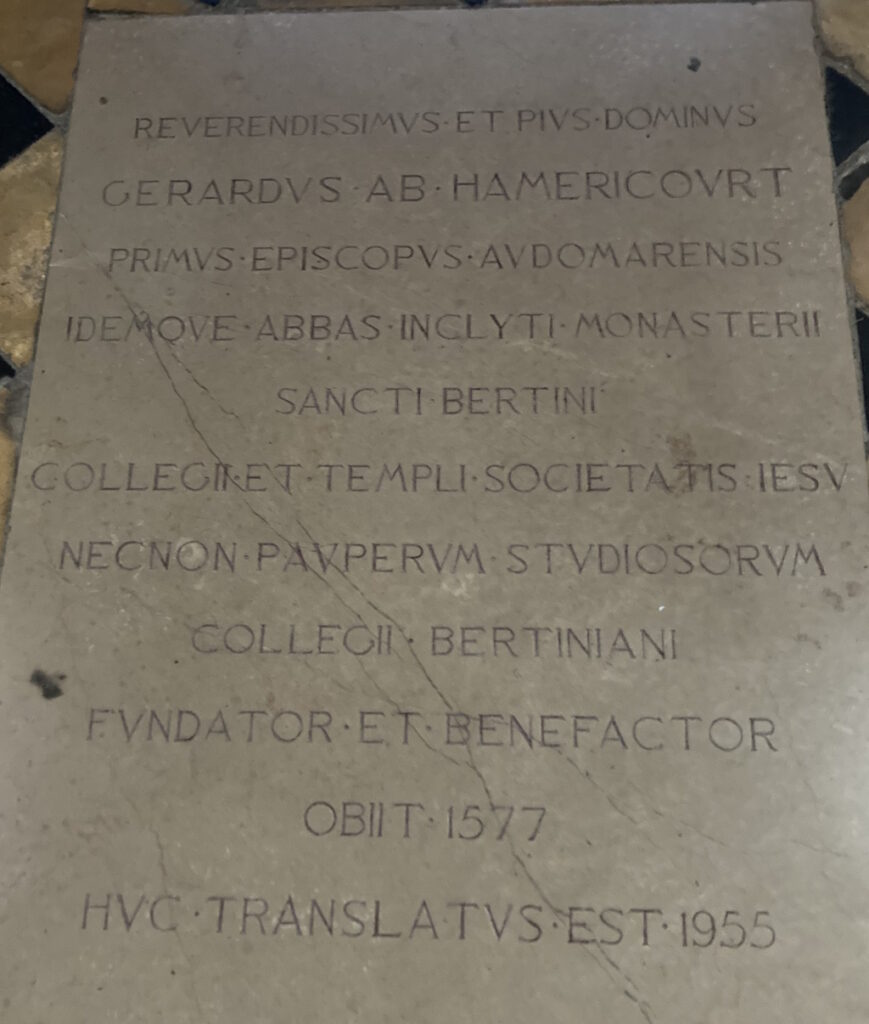 REVERENDISSIMVS·ET PIVS·DOMINVS
GERARDVS·AB·HAMERICOVRT
PRIMVS·EPISCOPVS·AVDOMARENSIS
IDEMQVE·ABBAS·INCLYTI·MONASTERII
SANCTI·BERTINI
COLLEGII·ET·TEMPLI·SOCIETATIS·IESV
NECNON·PAVPERVM·STVDIOSORVM
COLLEGII·BERTINIANI
FVNDATOR·ET·BENEFACTOR
OBIIT·1577
HVC·TRANSLATVS·EST·1955